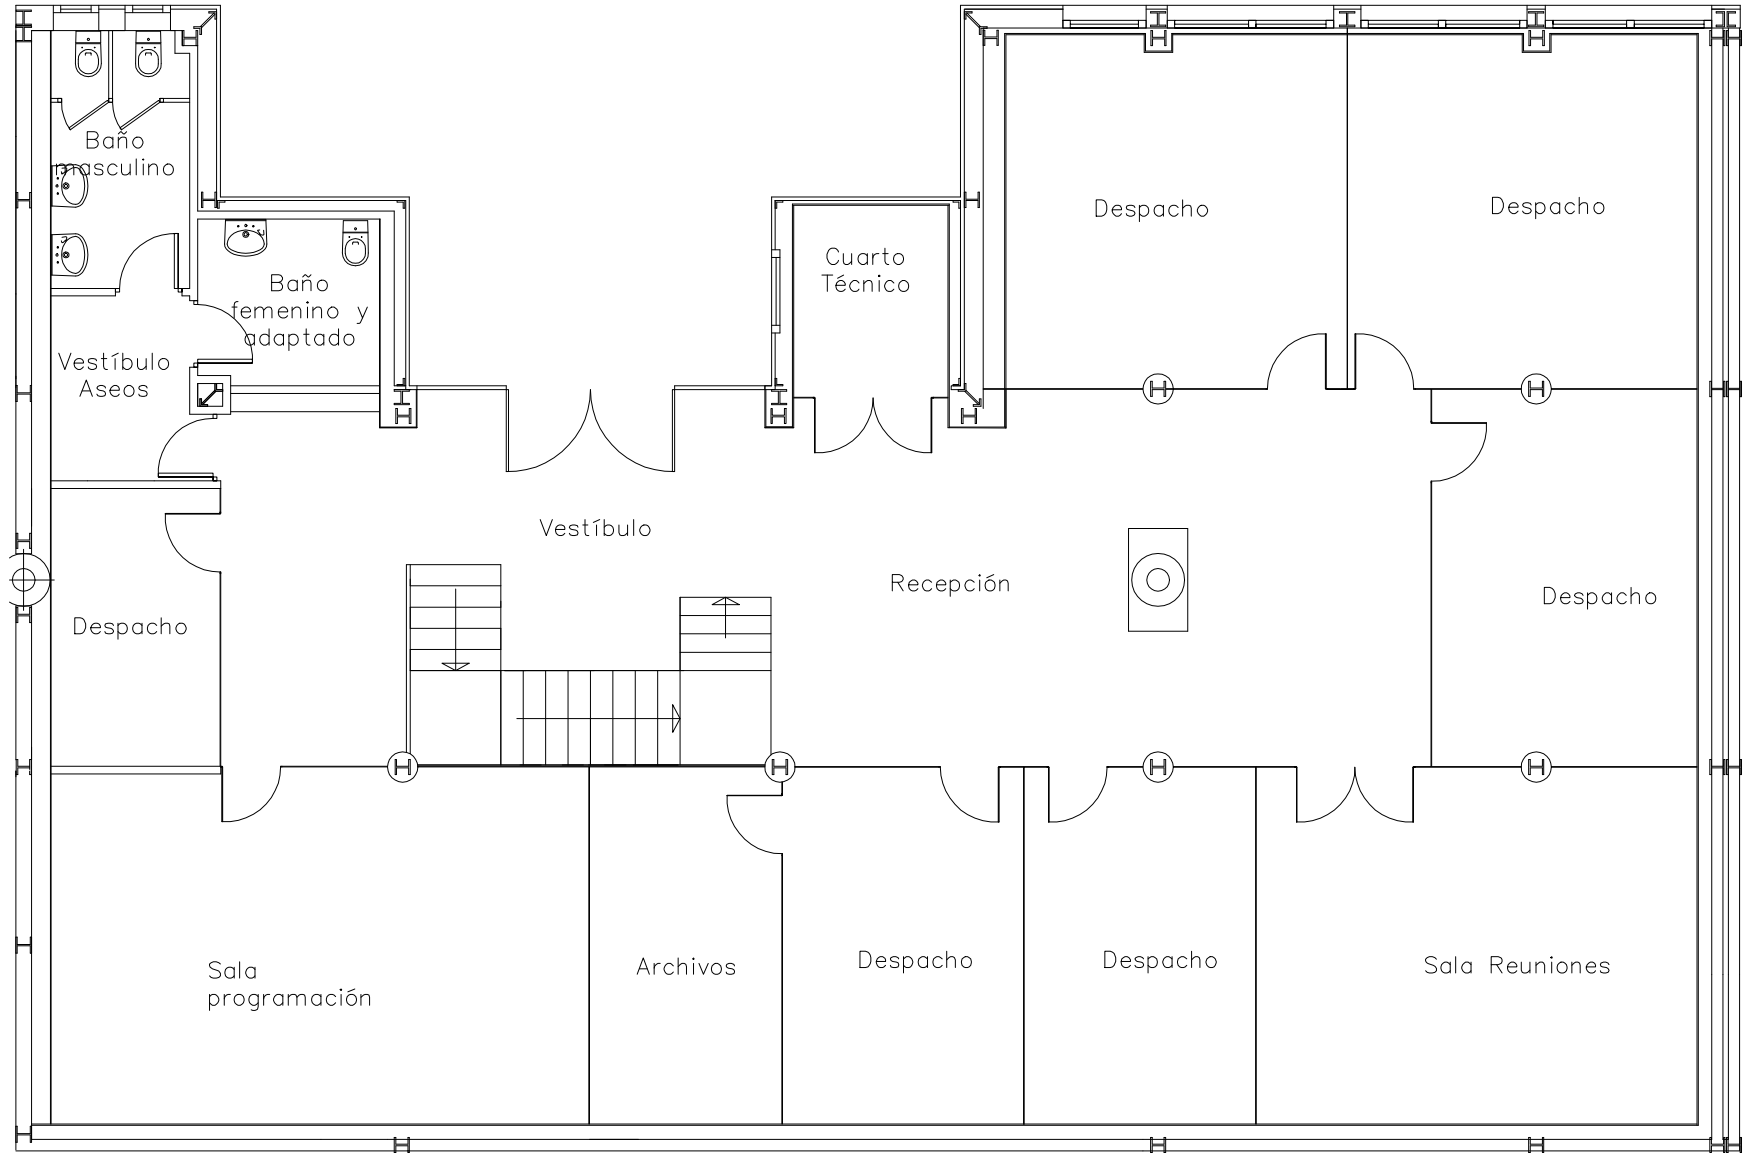 Baño
masculino
Baño
femenino y
adaptado
Vestíbulo
Aseos
Cuarto
Técnico
Despacho
Despacho
Vestíbulo
Recepción
Despacho
Despacho
Sala
programación
Archivos
Despacho
Despacho
Sala Reuniones